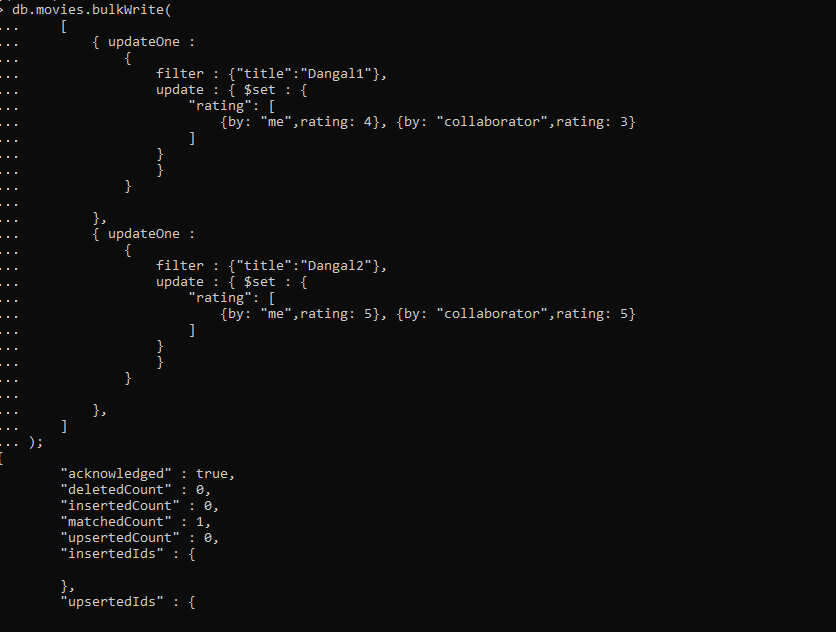 > db.movies.bulkWrite(
...     [
...         { updateOne :
...             {
...                 filter : {"title":"Dangal1"},
...                 update : { $set : {
...                     "rating": [
...                         {by: "me",rating: 4}, {by: "collaborator",rating: 3}
...                     ]
...                 }
...                 }
...             }
...
...         },
...         { updateOne :
...             {
...                 filter : {"title":"Dangal2"},
...                 update : { $set : {
...                     "rating": [
...                         {by: "me",rating: 5}, {by: "collaborator",rating: 5}
...                     ]
...                 }
...                 }
...             }
...
...         },
...     ]
... );
{
        "acknowledged" : true,
        "deletedCount" : 0,
        "insertedCount" : 0,
        "matchedCount" : 1,
        "upsertedCount" : 0,
        "insertedIds" : {

        },
        "upsertedIds" : {